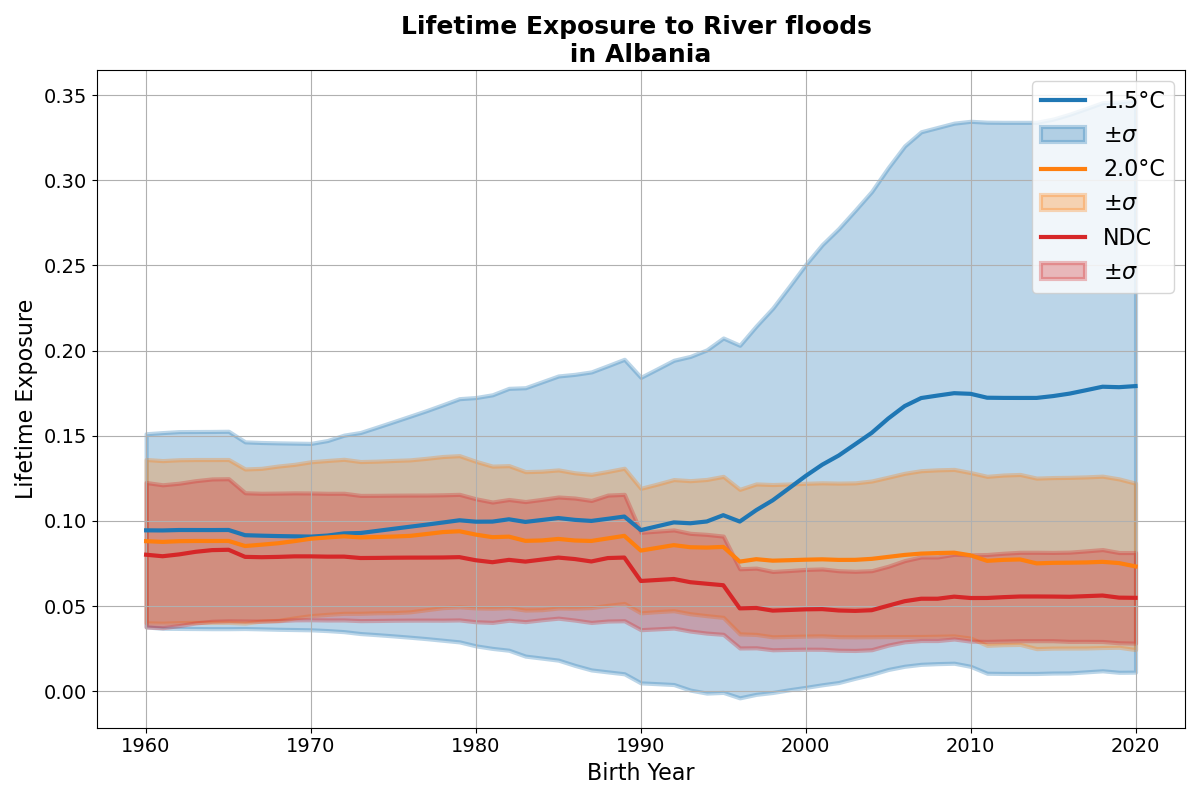 Lifetime Exposure to River floods
in Albania
Lifetime Exposure
0.35
0.30
0.25
0.20
0.15
0.10
0.05
0.00
1960
1970
1980
1990
2000
2010
2020
Birth Year
1.5°C
±σ
2.0°C
±σ
NDC
±σ